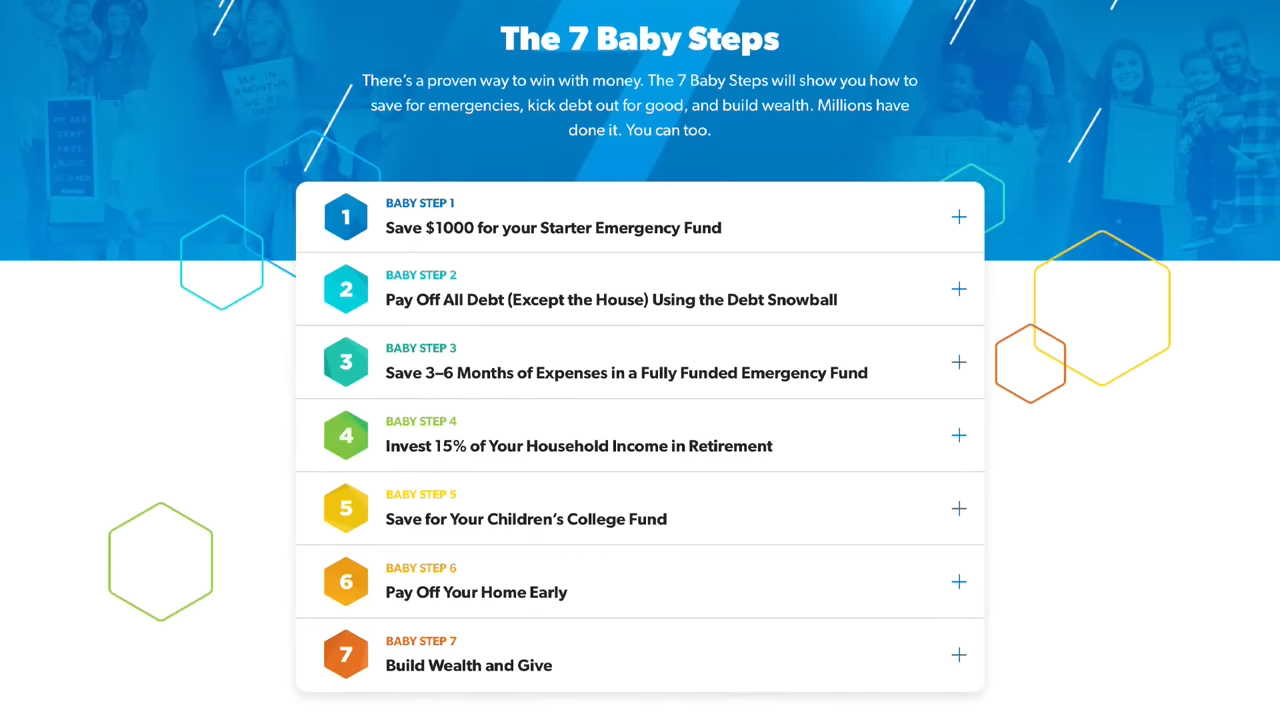 The 7 Baby Steps
There's a proven way to win with money. The 7 Baby Steps will show you how to
save for emergencies, kick debt out for good, and build wealth. Millions have
done it. You can too.
WE ARE
DEBT
FREE
1
BABY STEP 1
Save $1000 for your Starter Emergency Fund
2
BABY STEP 2
Pay Off All Debt (Except the House) Using the Debt Snowball
3
BABY STEP 3
Save 3–6 Months of Expenses in a Fully Funded Emergency Fund
4
BABY STEP 4
Invest 15% of Your Household Income in Retirement
5
BABY STEP 5
Save for Your Children's College Fund
6
BABY STEP 6
Pay Off Your Home Early
7
BABY STEP 7
Build Wealth and Give